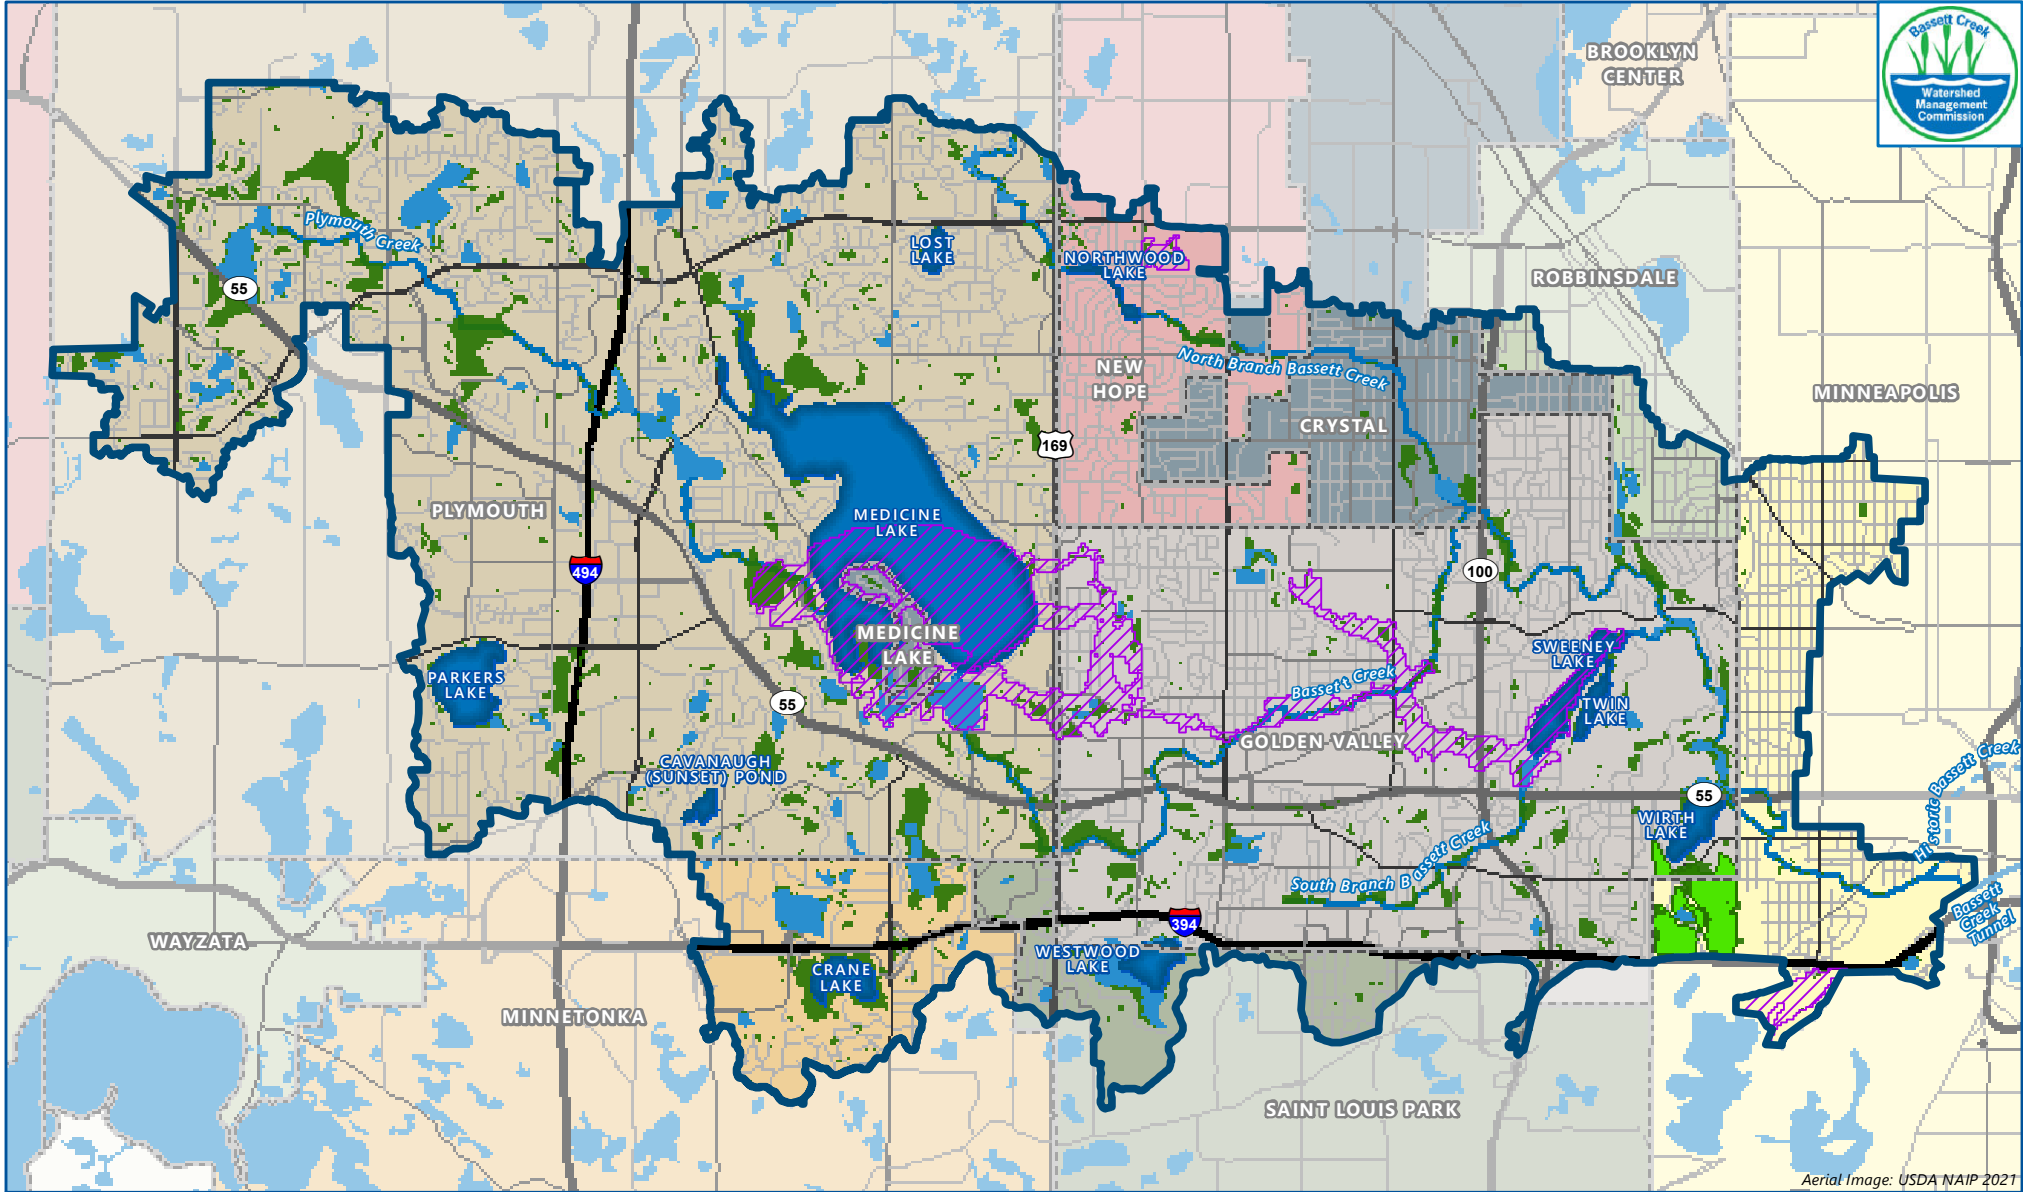 Bassett Creek
Watershed
Management
Commission
BROOKLYN
CENTER
Plymouth Creek
LOST
LAKE
NORTHWOOD
LAKE
ROBBINSDALE
55
NEW
HOPE
North Branch Bassett Creek
MINNEAPOLIS
CRYSTAL
169
PLYMOUTH
MEDICINE
LAKE
494
100
MEDICINE
LAKE
SWEENEY
LAKE
PARKERS
LAKE
Bassett Creek
TWIN
LAKE
55
GOLDEN VALLEY
CAVANAUGH
(SUNSET) POND
Historic Bassett Creek
55
WIRTH
LAKE
South Branch Bassett Creek
Bassett
Creek
Tunnel
394
WAYZATA
WESTWOOD
LAKE
CRANE
LAKE
MINNETONKA
SAINT LOUIS PARK
Aerial Image: USDA NAIP 2021